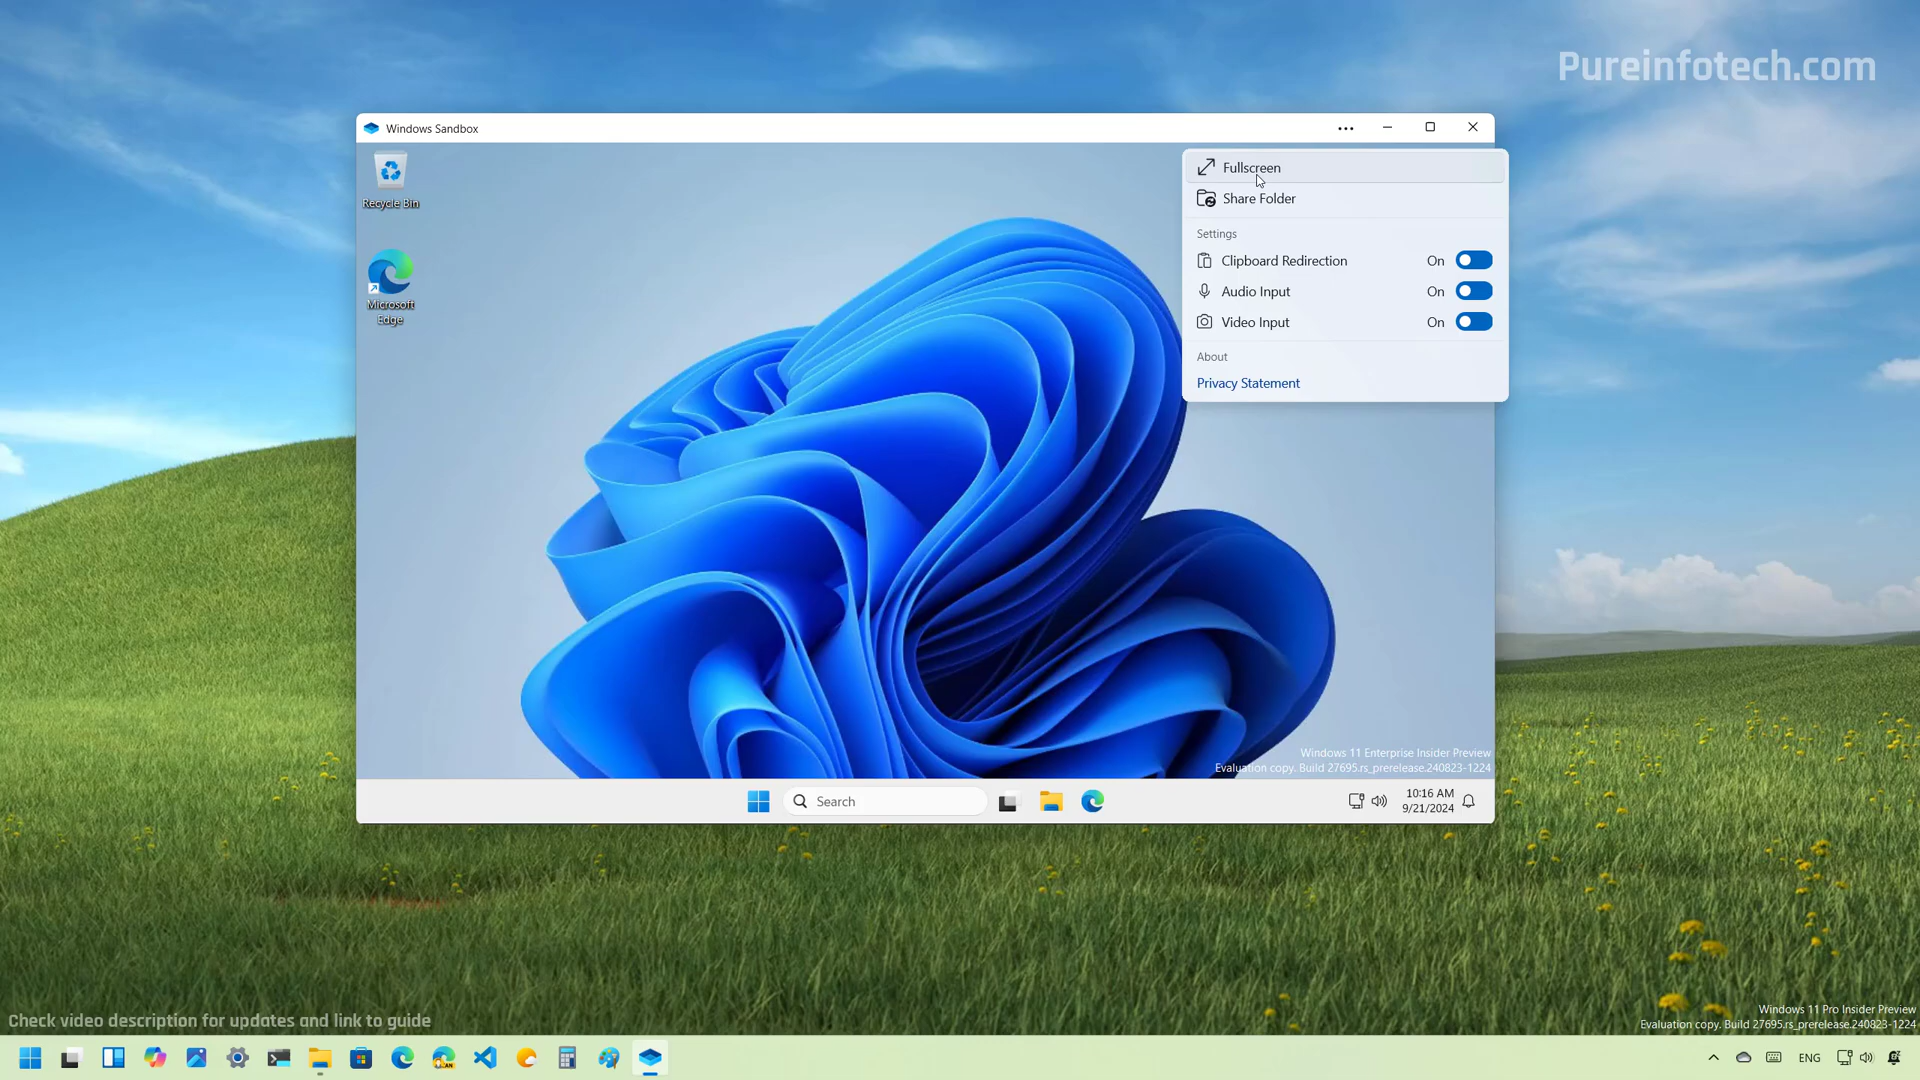 Pureinfotech.com
Windows Sandbox
Recycle Bin
Microsoft
Edge
Fullscreen
Share Folder
Settings
Clipboard Redirection On
Audio Input On
Video Input On
About
Privacy Statement
Windows 11 Enterprise Insider Preview
Evaluation copy. Build 27695.rs_prerelease.240823-1224
Search
10:16 AM
9/21/2024
Check video description for updates and link to guide
Windows 11 Pro Insider Preview
Evaluation copy. Build 27695.rs_prerelease.240823-1224
CAN
ENG